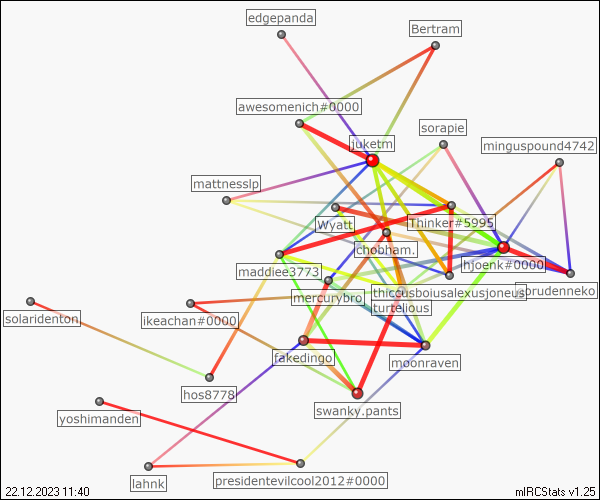 edgepanda
Bertram
awesomenich#0000
sorapie
juketm
minguspound4742
mattnesslp
Wyatt
Thinker#5995
chobham.
hjoenk#0000
maddiee3773
mercurybro
thiccusboiusalexusjoneus
sprudenneko
turtelious
solaridenton
ikeachan#0000
fakedingo
moonraven
hos8778
swanky.pants
yoshimanden
lahnk
presidentevilcool2012#0000
22.12.2023 11:40
mIRCStats v1.25